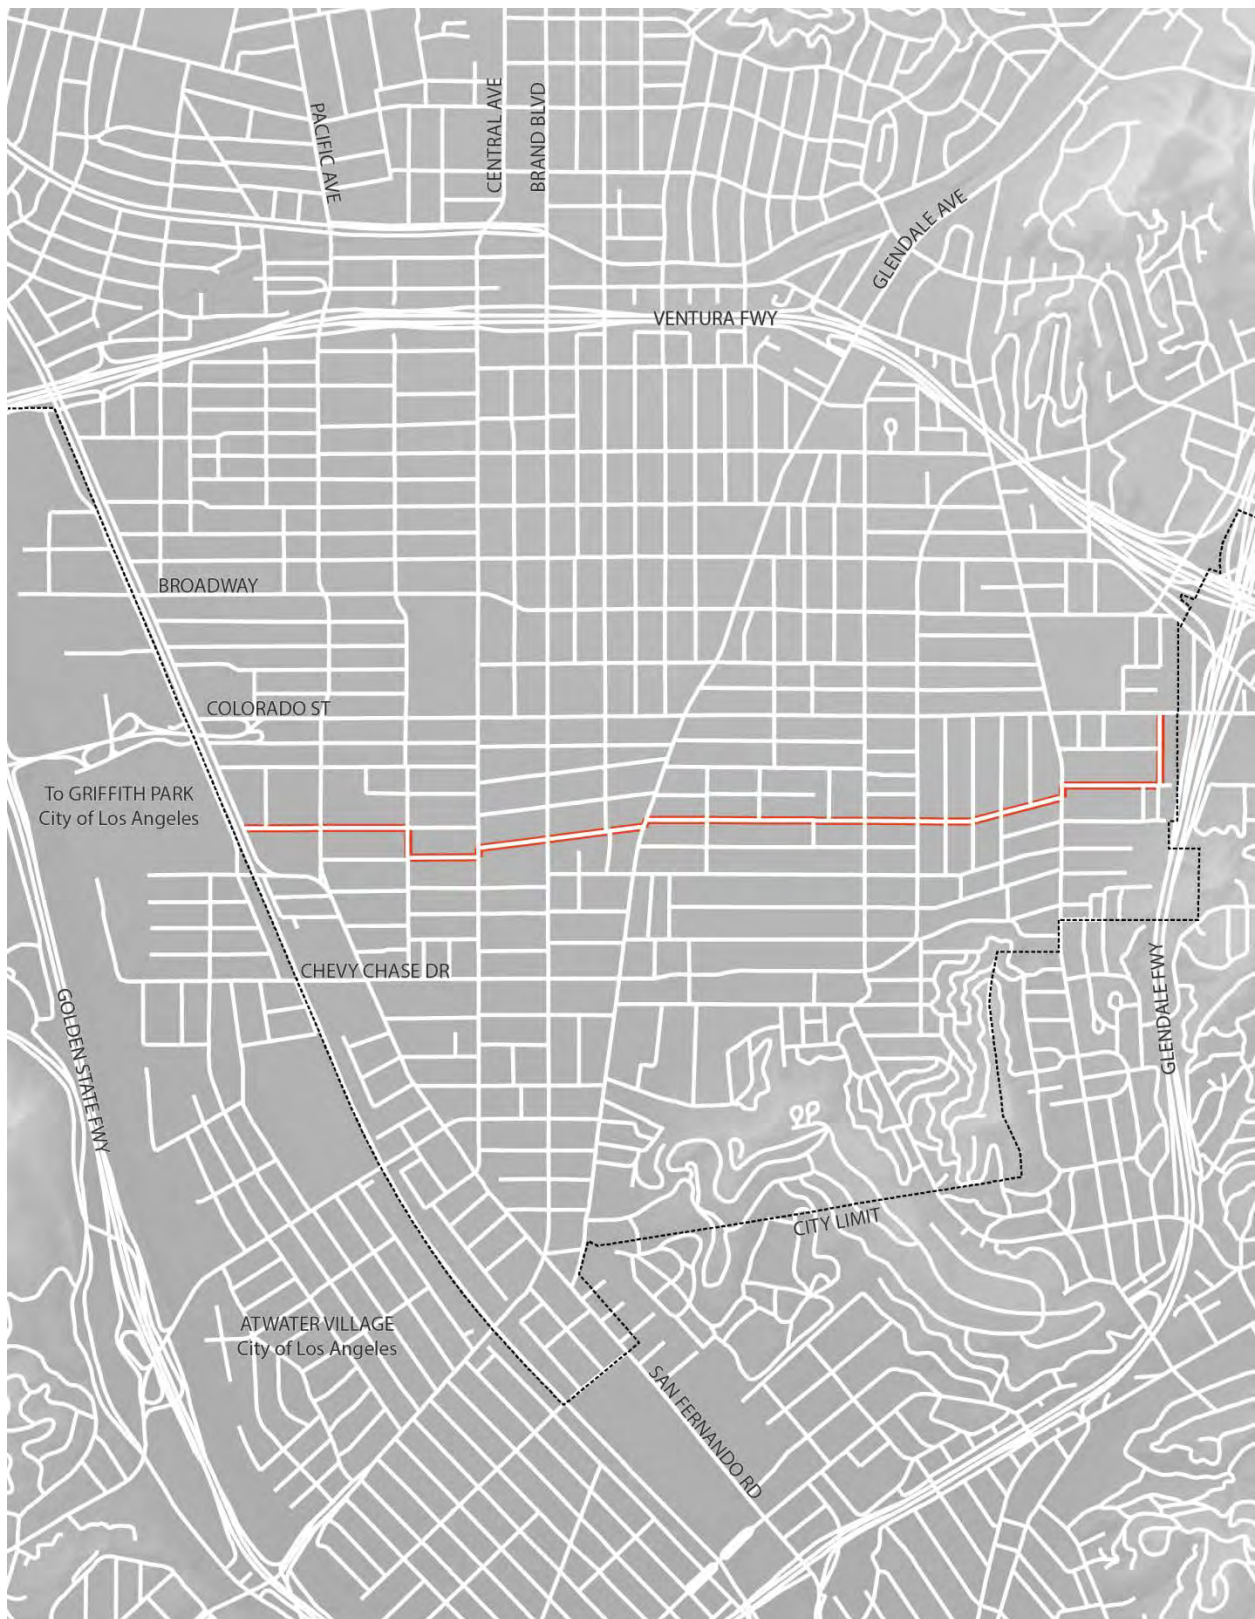 PACIFIC AVE
CENTRAL AVE
BRAND BLVD
GLENDALE AVE
VENTURA FWY
BROADWAY
COLORADO ST
To GRIFFITH PARK
City of Los Angeles
CHEVY CHASE DR
GOLDEN STATE FWY
GLENDALE FWY
CITY LIMIT
ATWATER VILLAGE
City of Los Angeles
SAN FERNANDO RD